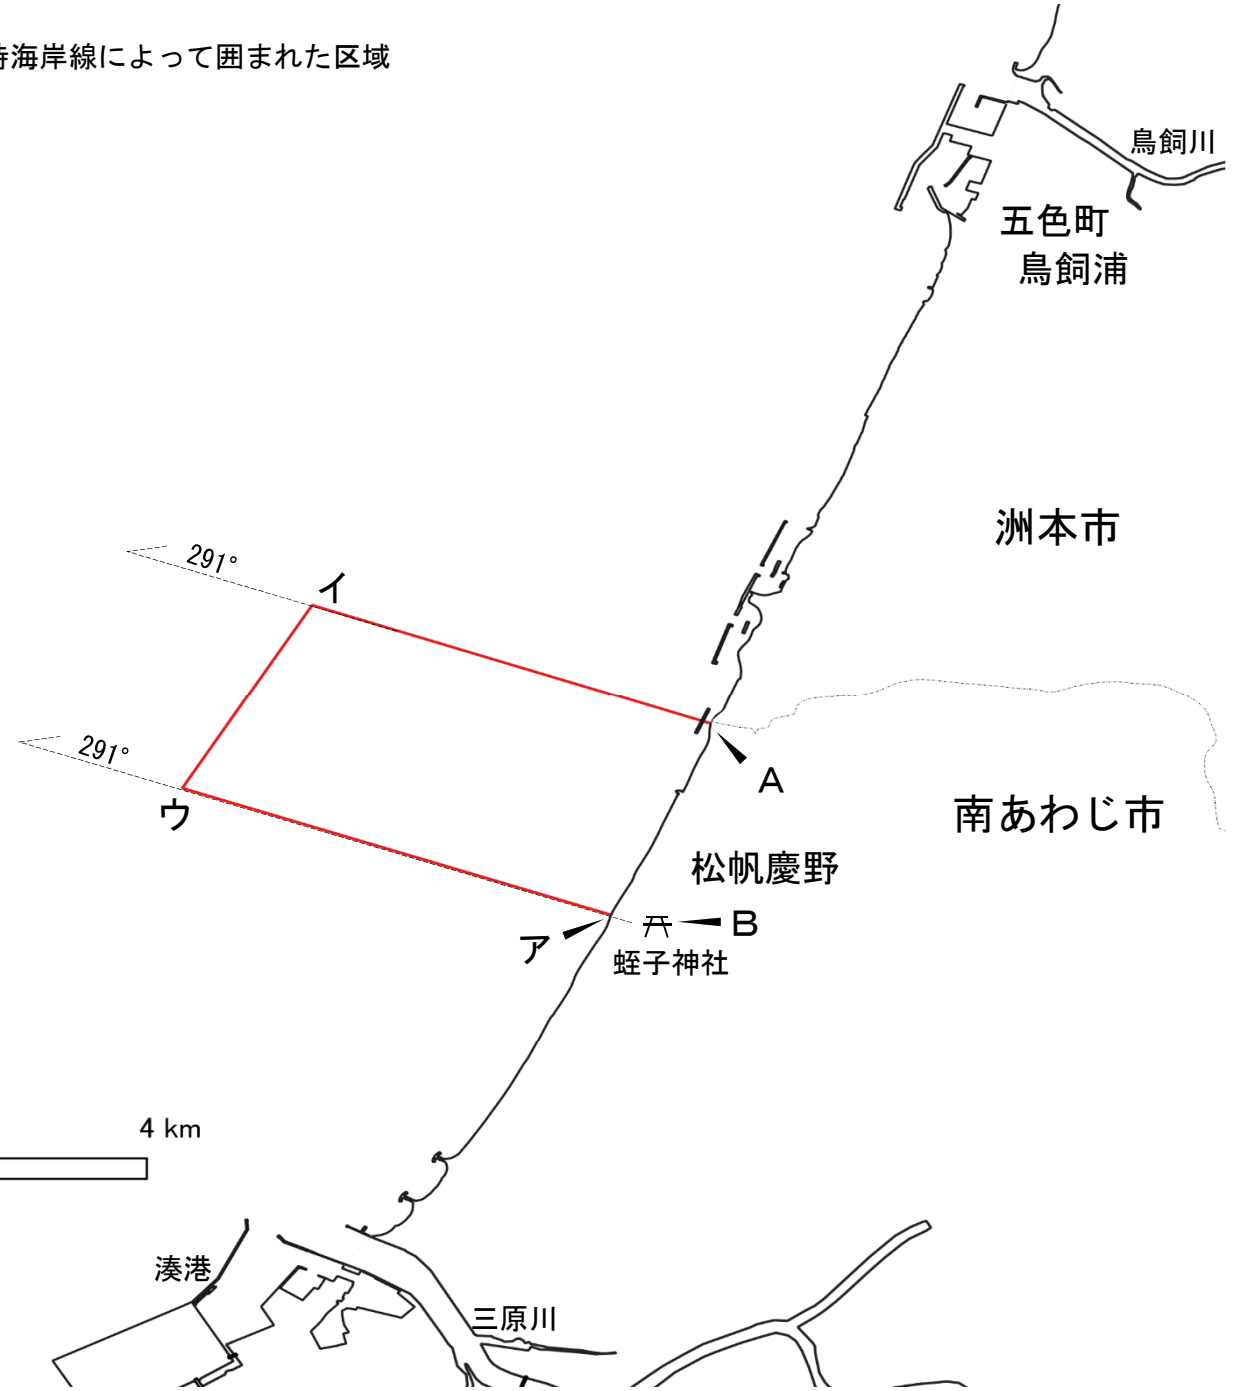 時海岸線によって囲まれた区域
鳥飼川
五色町
鳥飼浦
洲本市
291°
イ
291°
ウ
A
南あわじ市
松帆慶野
B
ア
蛭子神社
4 km
湊港
三原川